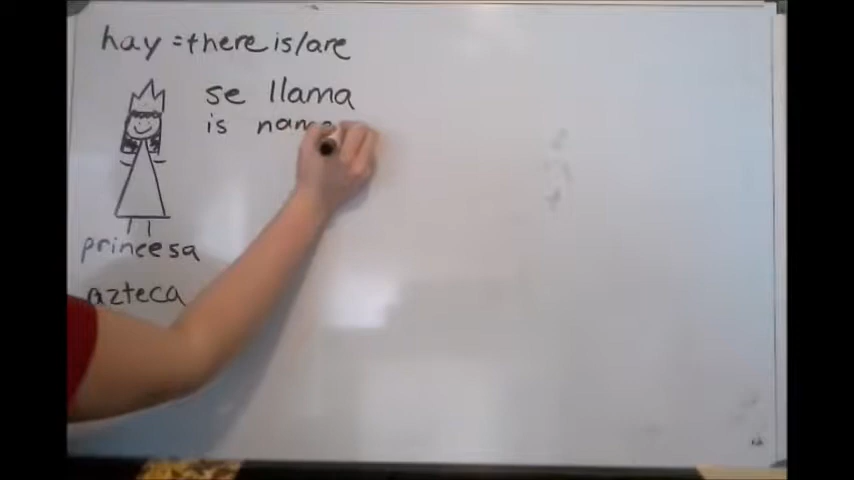 hay = there is/are
se llama
is name
princesa
azteca